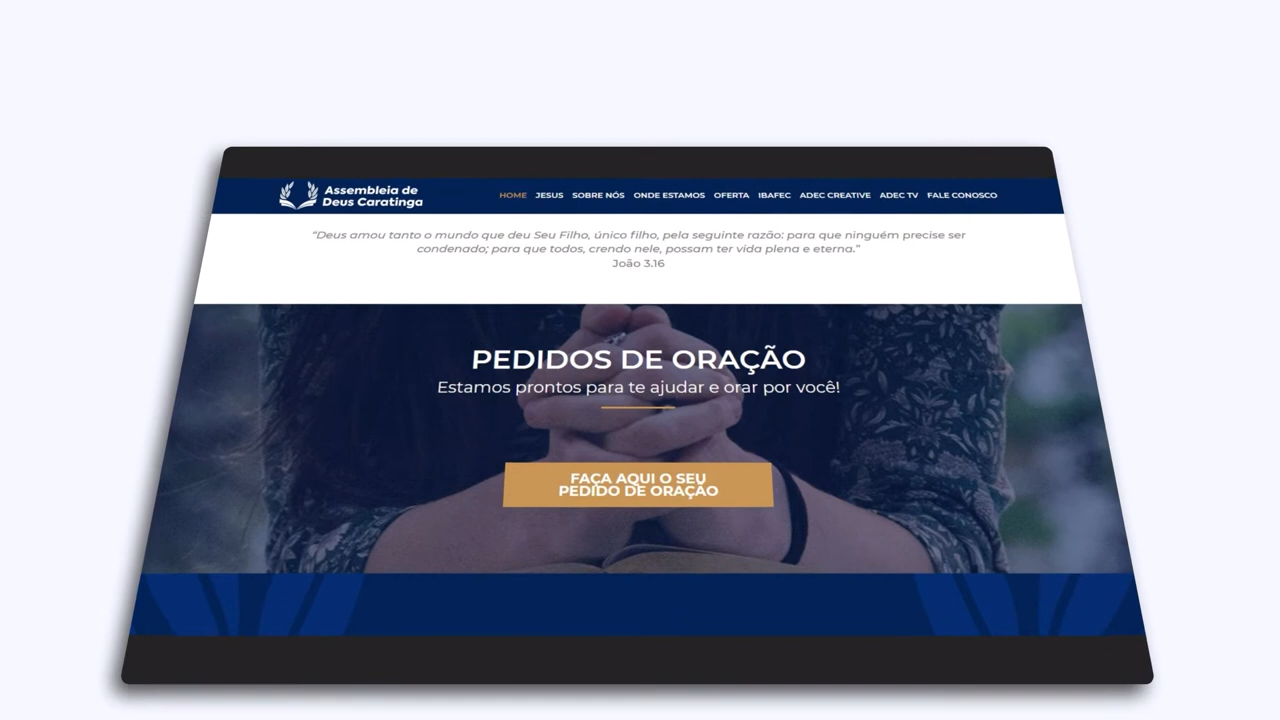 Assembleia de
Deus Caratinga
HOME JESUS SOBRE NÓS ONDE ESTAMOS OFERTA IBAFEC ADEC CREATIVE ADEC TV FALE CONOSCO
“Deus amou tanto o mundo que deu Seu Filho, único filho, pela seguinte razão: para que ninguém precise ser
condenado; para que todos, crendo nele, possam ter vida plena e eterna.”
João 3.16
PEDIDOS DE ORAÇÃO
Estamos prontos para te ajudar e orar por você!
FAÇA AQUI O SEU
PEDIDO DE ORAÇÃO